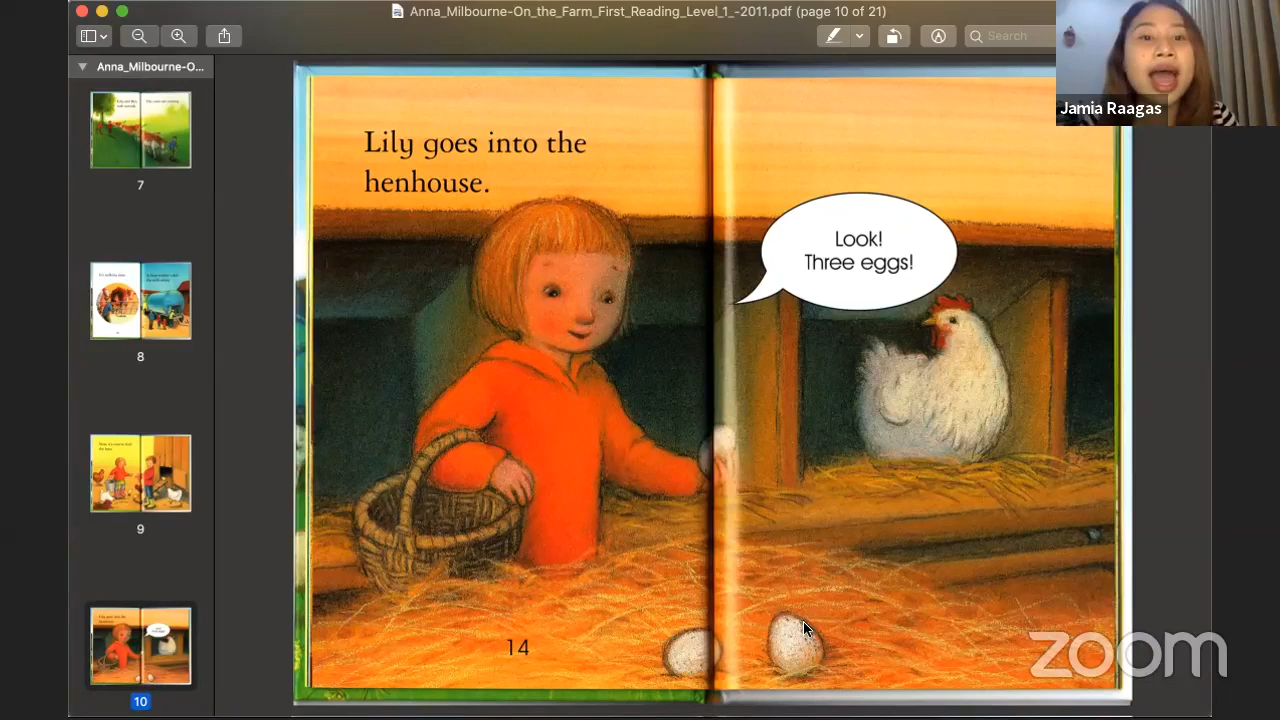 Anna_Milbourne-On_the_Farm_First_Reading_Level_1_-2011.pdf (page 10 of 21)
Search
Anna_Milbourne-O...
Jamia Raagas
7
8
9
10
Lily goes into the
henhouse.
Look!
Three eggs!
14
zoom